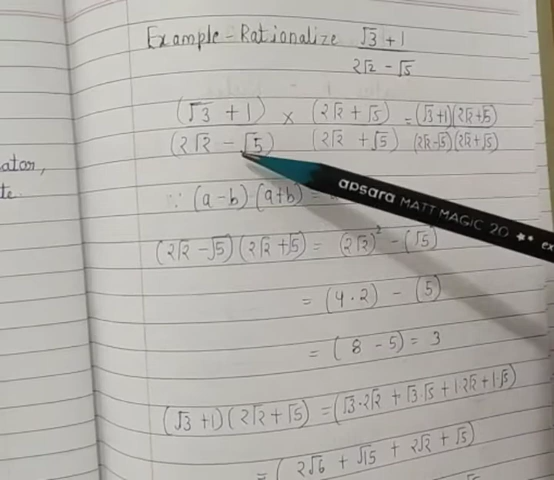 Example - Rationalize (√3 + 1)/(2√2 - √5)
(√3 + 1)/(2√2 - √5) × (2√2 + √5)/(2√2 + √5) = (√3+1)(2√2+√5)/(2√2-√5)(2√2+√5)
aton,
te.
∵ (a-b)·(a+b) =
apsara MATT MAGIC 2.0 ** ex
(2√2-√5)(2√2+√5) = (2√2)² - (√5)
= (4·2) - (5)
= (8 - 5) = 3
(√3+1)(2√2+√5) = (√3·2√2 + √3·√5 + 1·2√2 + 1·√5)
= (2√6 + √15 + 2√2 + √5)